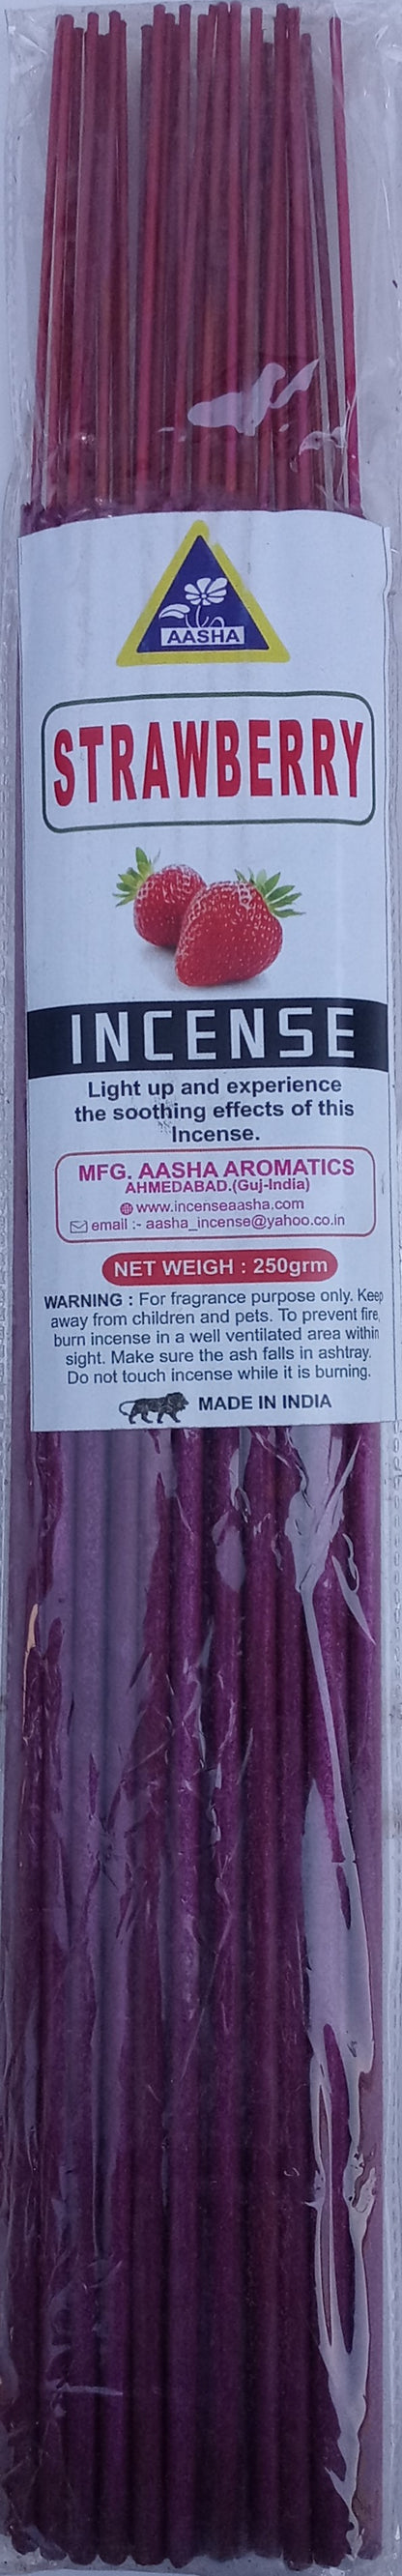 AASHA
STRAWBERRY
INCENSE
Light up and experience
the soothing effects of this
Incense.
MFG. AASHA AROMATICS
AHMEDABAD.(Guj-India)
www.incenseaasha.com
email :- aasha_incense@yahoo.co.in
NET WEIGH : 250grm
WARNING : For fragrance purpose only. Keep
away from children and pets. To prevent fire,
burn incense in a well ventilated area within
sight. Make sure the ash falls in ashtray.
Do not touch incense while it is burning.
MADE IN INDIA